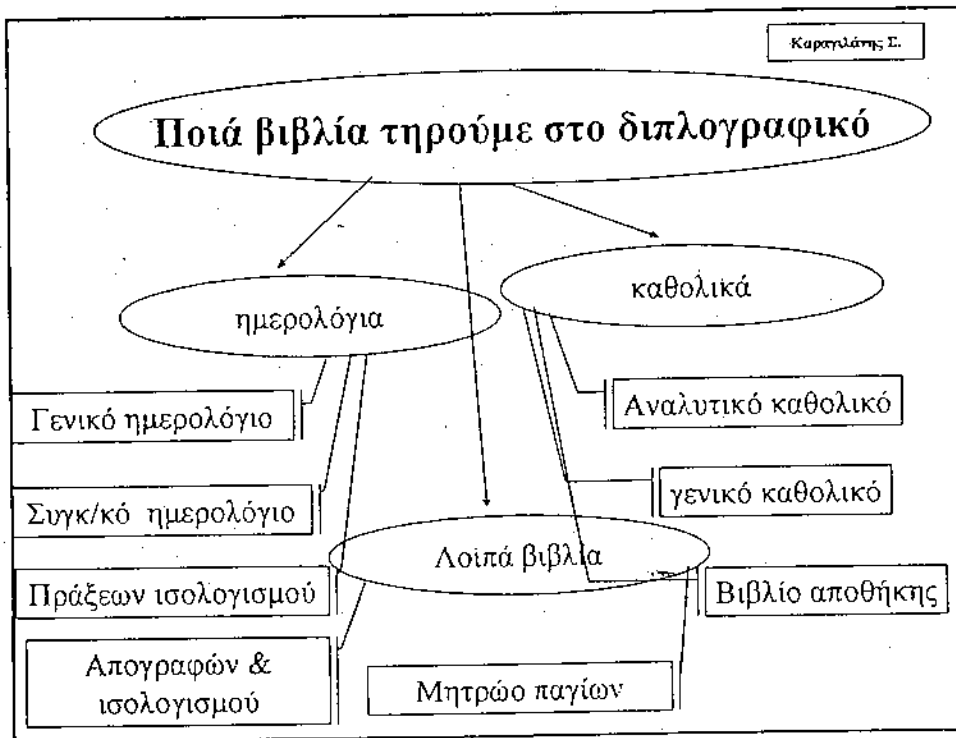 Καραγιλάνης Σ.
Ποιά βιβλία τηρούμε στο διπλογραφικό
ημερολόγια
καθολικά
Γενικό ημερολόγιο
Αναλυτικό καθολικό
Συγκ/κό ημερολόγιο
γενικό καθολικό
Λοιπά βιβλία
Πράξεων ισολογισμού
Βιβλίο αποθήκης
Απογραφών &
ισολογισμού
Μητρώο παγίων